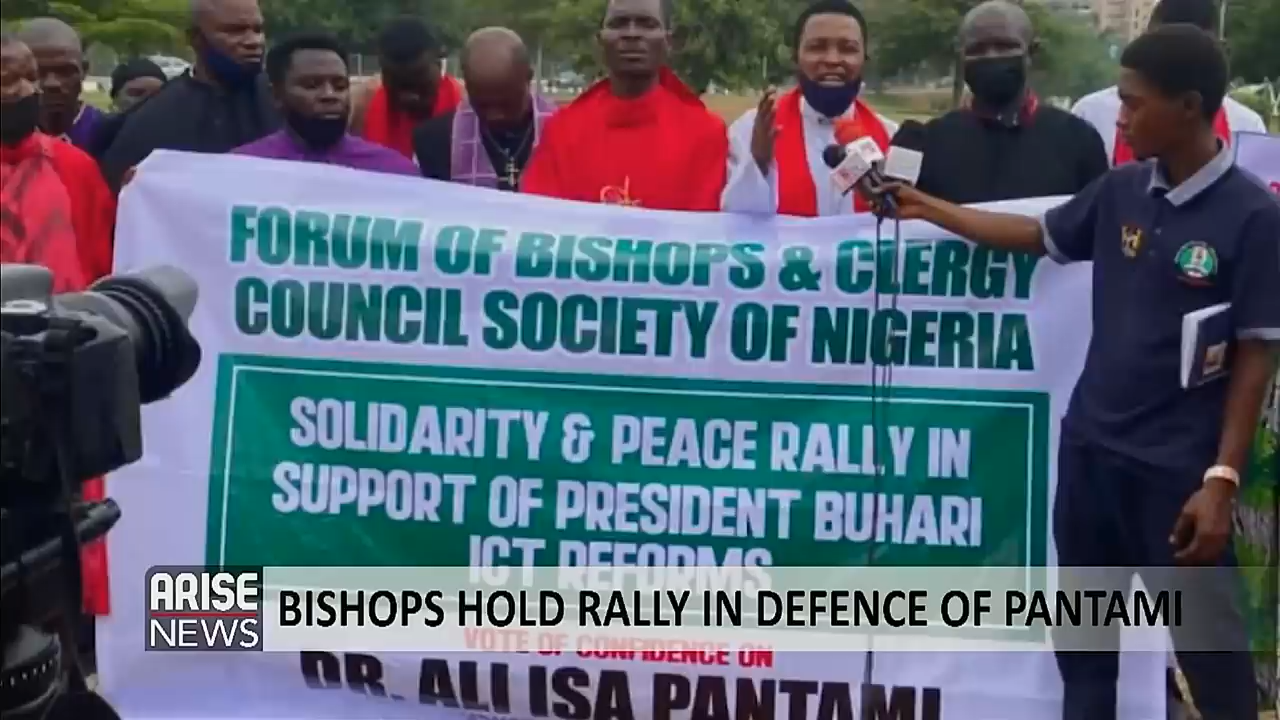 FORUM OF BISHOPS & CLERGY
COUNCIL SOCIETY OF NIGERIA
SOLIDARITY & PEACE RALLY IN
SUPPORT OF PRESIDENT BUHARI
ICT REFORMS
ARISE
NEWS
BISHOPS HOLD RALLY IN DEFENCE OF PANTAMI
VOTE OF CONFIDENCE ON
DR. ALI ISA PANTAMI